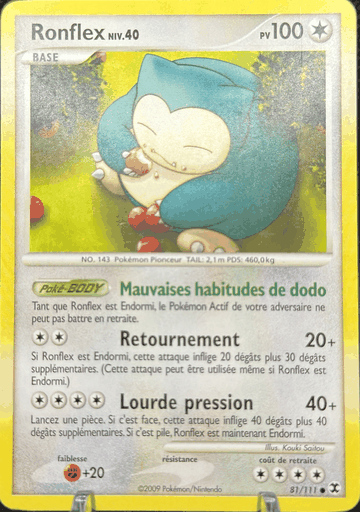 Ronflex NIV.40 PV 100
BASE
NO. 143 Pokémon Pionceur TAIL: 2,1m PDS: 460,0kg
Poké-BODY Mauvaises habitudes de dodo
Tant que Ronflex est Endormi, le Pokémon Actif de votre adversaire ne
peut pas battre en retraite.
Retournement 20+
Si Ronflex est Endormi, cette attaque inflige 20 dégâts plus 30 dégâts
supplémentaires. (Cette attaque peut être utilisée même si Ronflex est
Endormi.)
Lourde pression 40+
Lancez une pièce. Si c'est face, cette attaque inflige 40 dégâts plus 40
dégâts supplémentaires. Si c'est pile, Ronflex est maintenant Endormi.
Illus. Kouki Saitou
faiblesse résistance coût de retraite
+20
©2009 Pokémon/Nintendo 81/111